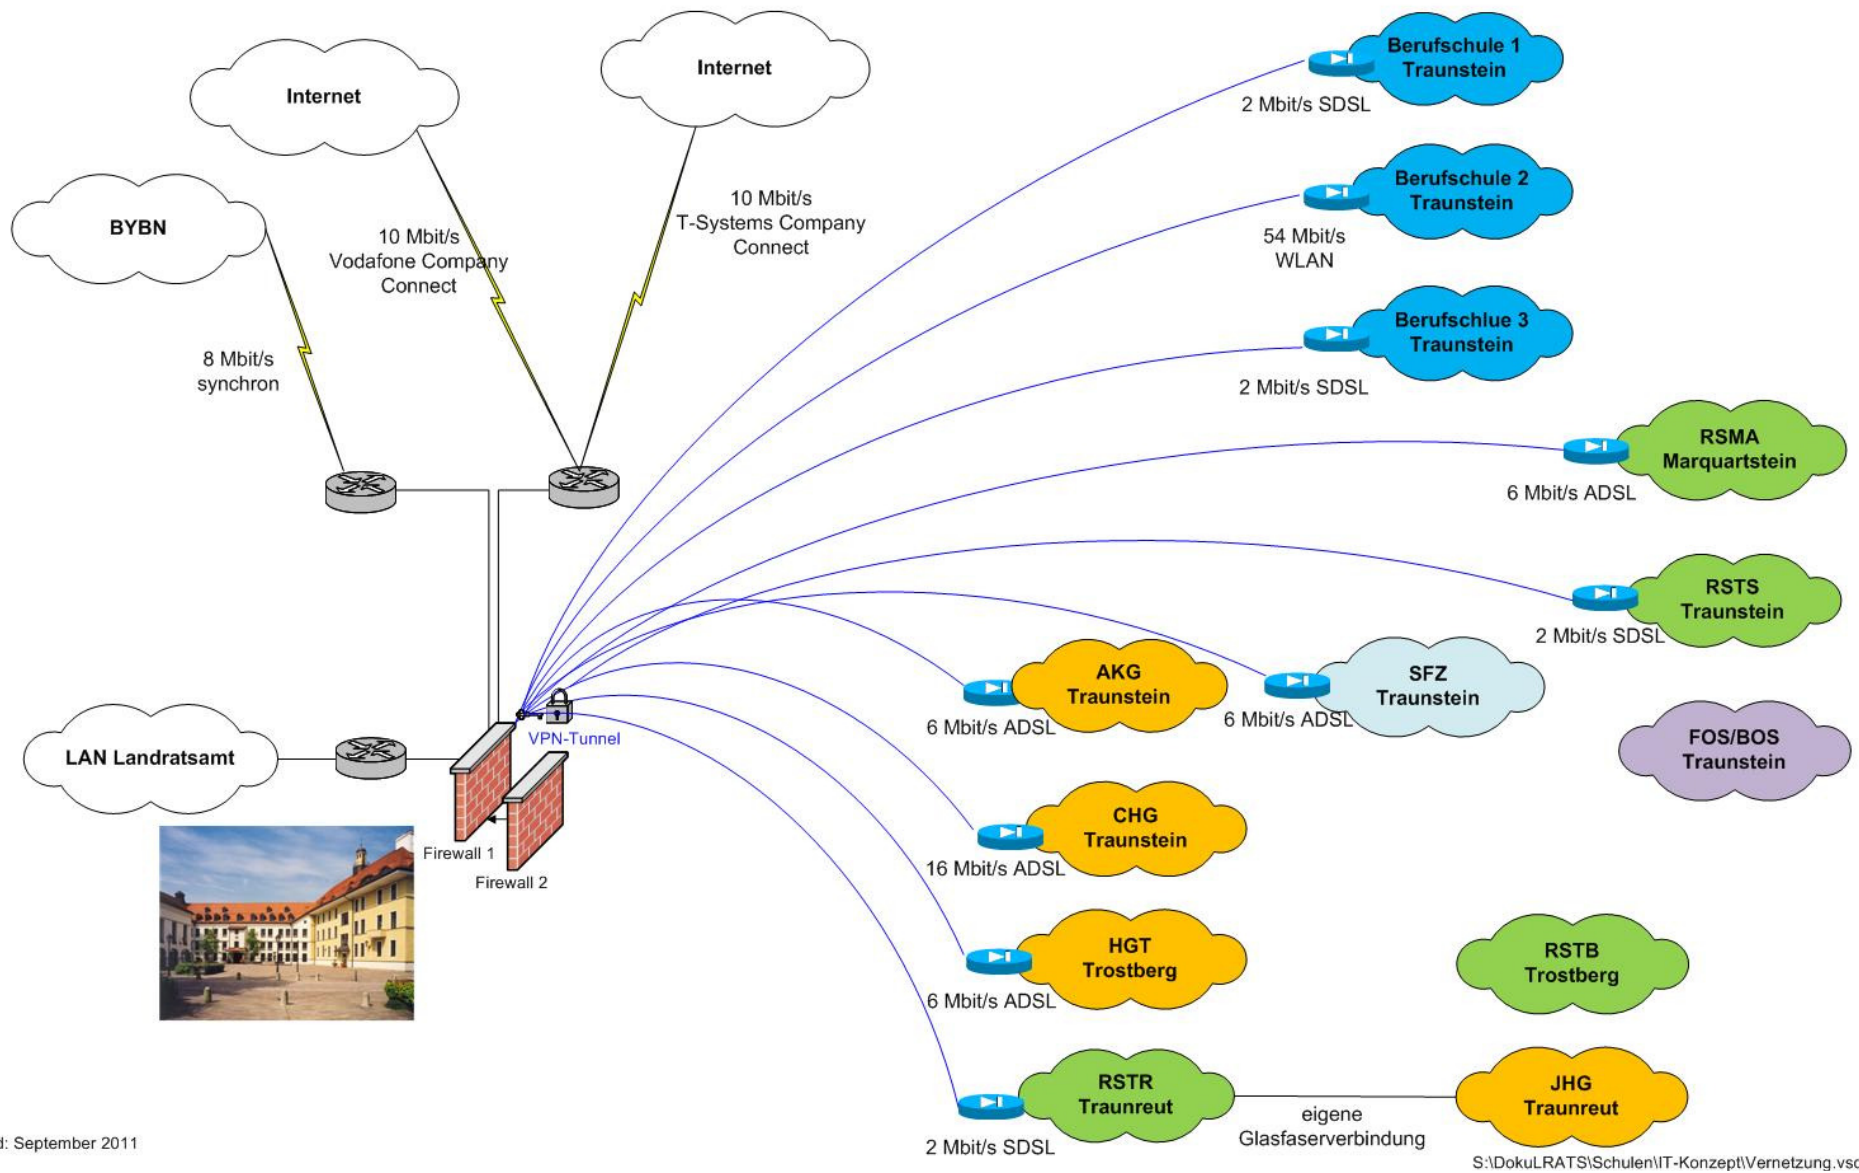 Internet
Internet
BYBN
10 Mbit/s
Vodafone Company
Connect
10 Mbit/s
T-Systems Company
Connect
8 Mbit/s
synchron
Berufschule 1
Traunstein
2 Mbit/s SDSL
Berufschule 2
Traunstein
54 Mbit/s
WLAN
Berufschlue 3
Traunstein
2 Mbit/s SDSL
RSMA
Marquartstein
6 Mbit/s ADSL
RSTS
Traunstein
2 Mbit/s SDSL
AKG
Traunstein
6 Mbit/s ADSL
SFZ
Traunstein
6 Mbit/s ADSL
FOS/BOS
Traunstein
LAN Landratsamt
VPN-Tunnel
Firewall 1
Firewall 2
CHG
Traunstein
16 Mbit/s ADSL
HGT
Trostberg
6 Mbit/s ADSL
RSTB
Trostberg
RSTR
Traunreut
2 Mbit/s SDSL
eigene
Glasfaserverbindung
JHG
Traunreut
d: September 2011
S:\DokuLRATS\Schulen\IT-Konzept\Vernetzung.vsd